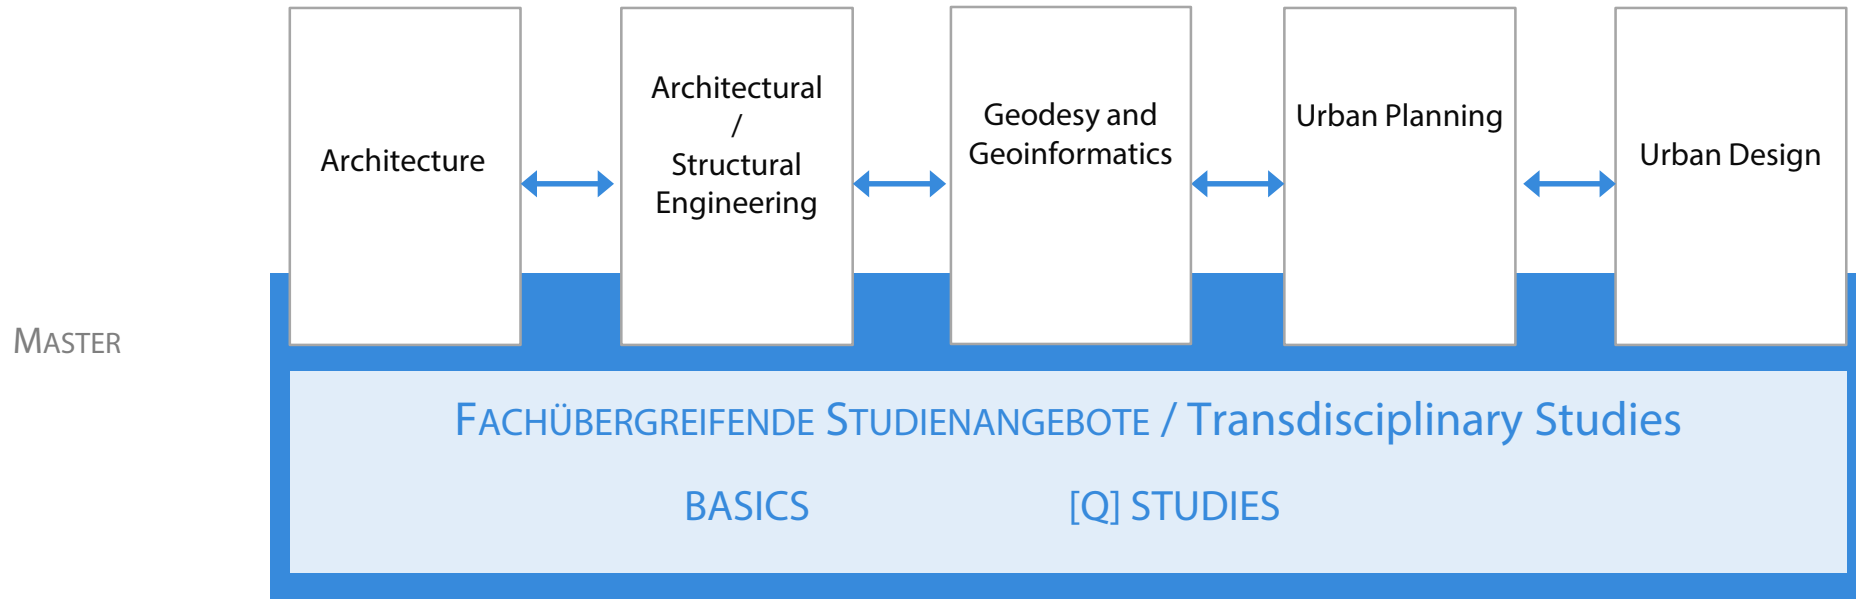 Architecture
Architectural
/
Structural
Engineering
Geodesy and
Geoinformatics
Urban Planning
Urban Design
MASTER
FACHÜBERGREIFENDE STUDIENANGEBOTE / Transdisciplinary Studies
BASICS
[Q] STUDIES